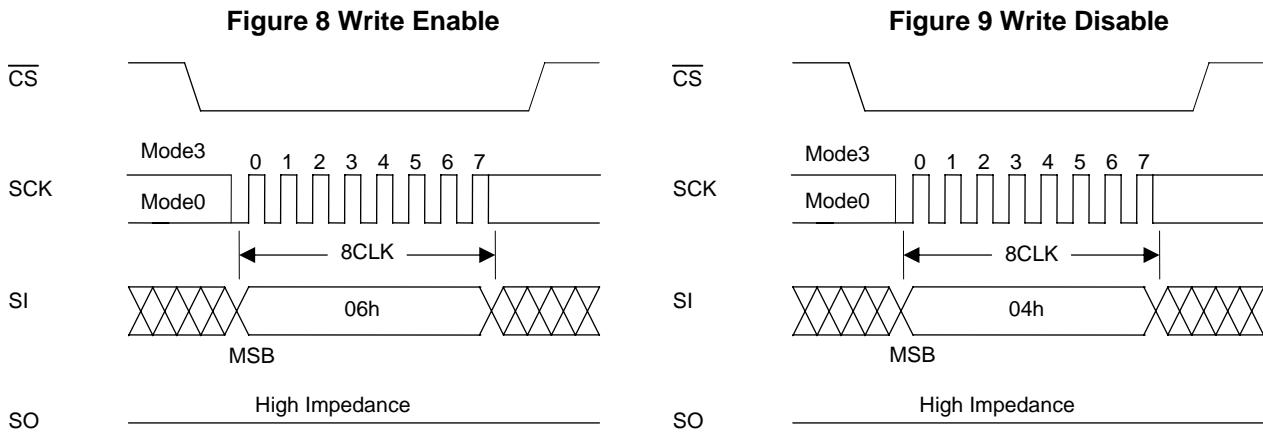 Figure 8 Write Enable
CS
Mode3
0 1 2 3 4 5 6 7
SCK
Mode0
8CLK
SI
06h
MSB
High Impedance
SO
Figure 9 Write Disable
CS
Mode3
0 1 2 3 4 5 6 7
SCK
Mode0
8CLK
SI
04h
MSB
High Impedance
SO